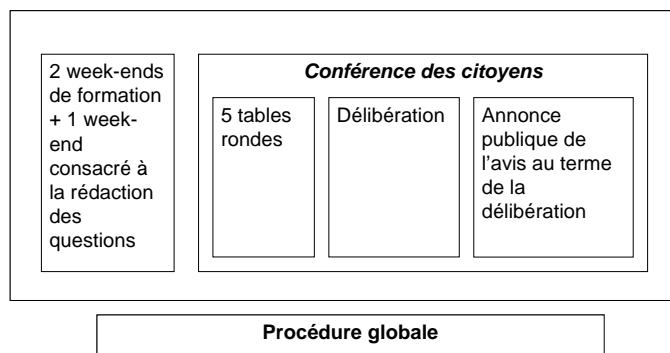 2 week-ends
de formation
+ 1 week-
end
consacré à
la rédaction
des
questions
Conférence des citoyens
5 tables
rondes
Délibération
Annonce
publique de
l'avis au terme
de la
délibération
Procédure globale